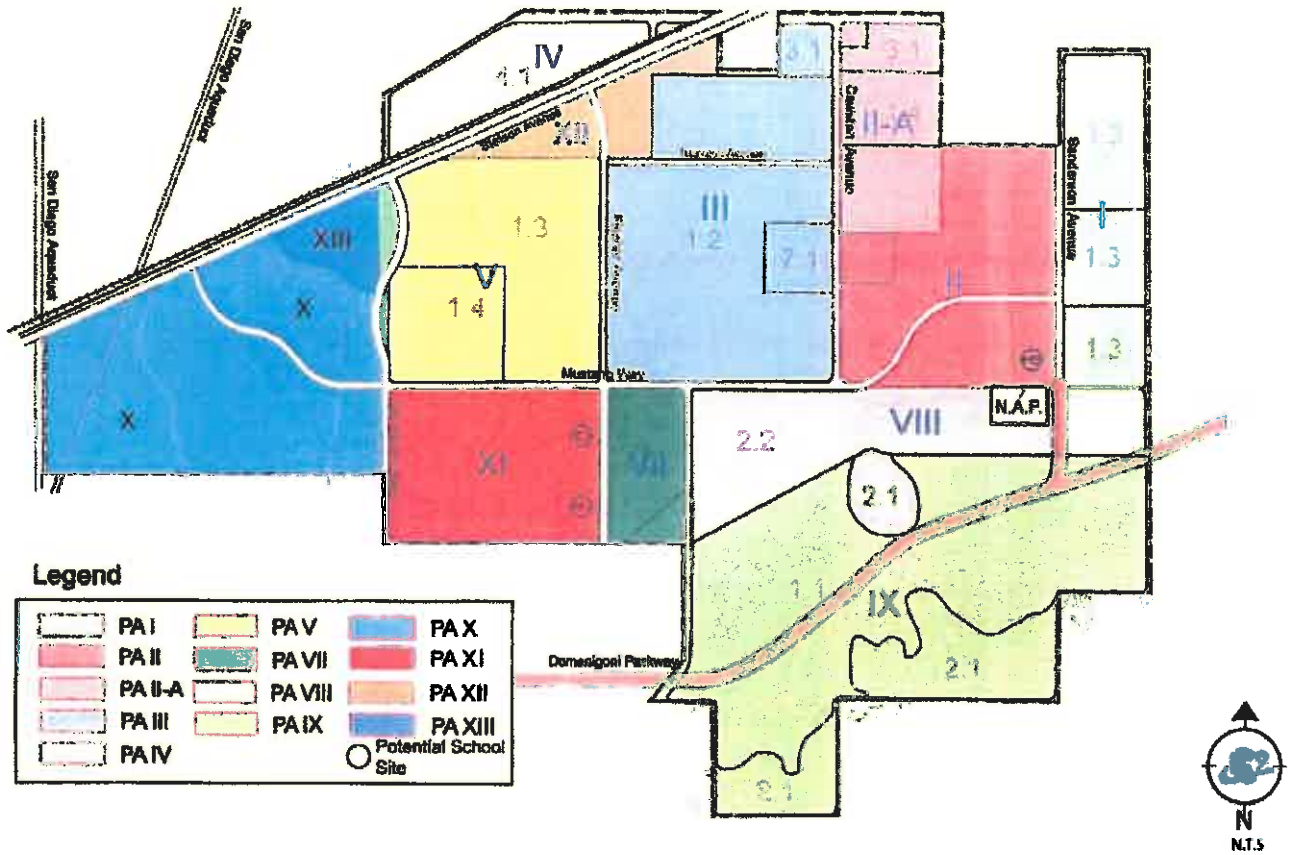 San Diego Aqueduct
San Diego Aqueduct
IV
1.1
Stetson Avenue
XII
3.1
3.1
II-A
Cawston Avenue
1.3
V
1.4
III
1.2
2.1
II
Sanderson Avenue
I
1.3
1.3
XIII
X
X
Mustang Way
XI
VII
2.2
VIII
N.A.P.
2.1
1.1
IX
2.1
2.1
Domenigoni Parkway
Legend
PA I
PA II
PA II-A
PA III
PA IV
PA V
PA VII
PA VIII
PA IX
PA X
PA XI
PA XII
PA XIII
Potential School
Site
N
N.T.S